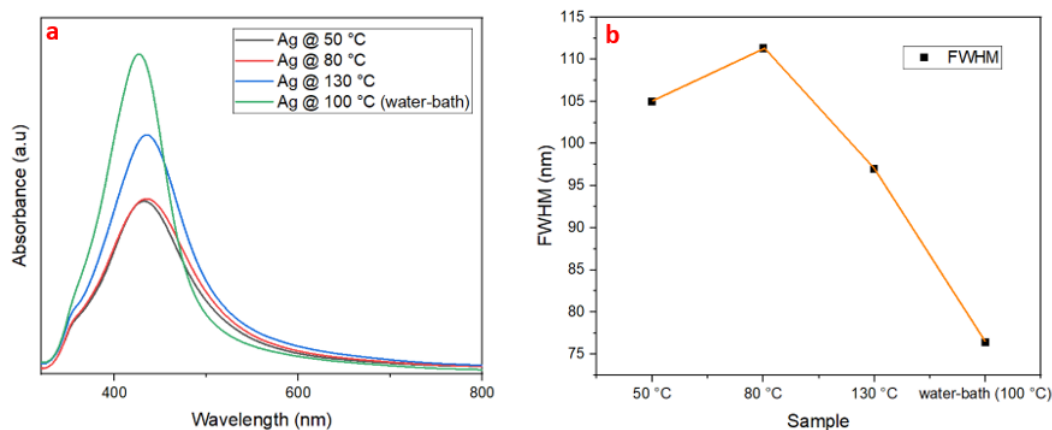 a
Ag @ 50 °C
Ag @ 80 °C
Ag @ 130 °C
Ag @ 100 °C (water-bath)
Absorbance (a.u)
400
600
800
Wavelength (nm)
b
FWHM
115
110
105
100
95
90
85
80
75
FWHM (nm)
50 °C
80 °C
130 °C
water-bath (100 °C)
Sample